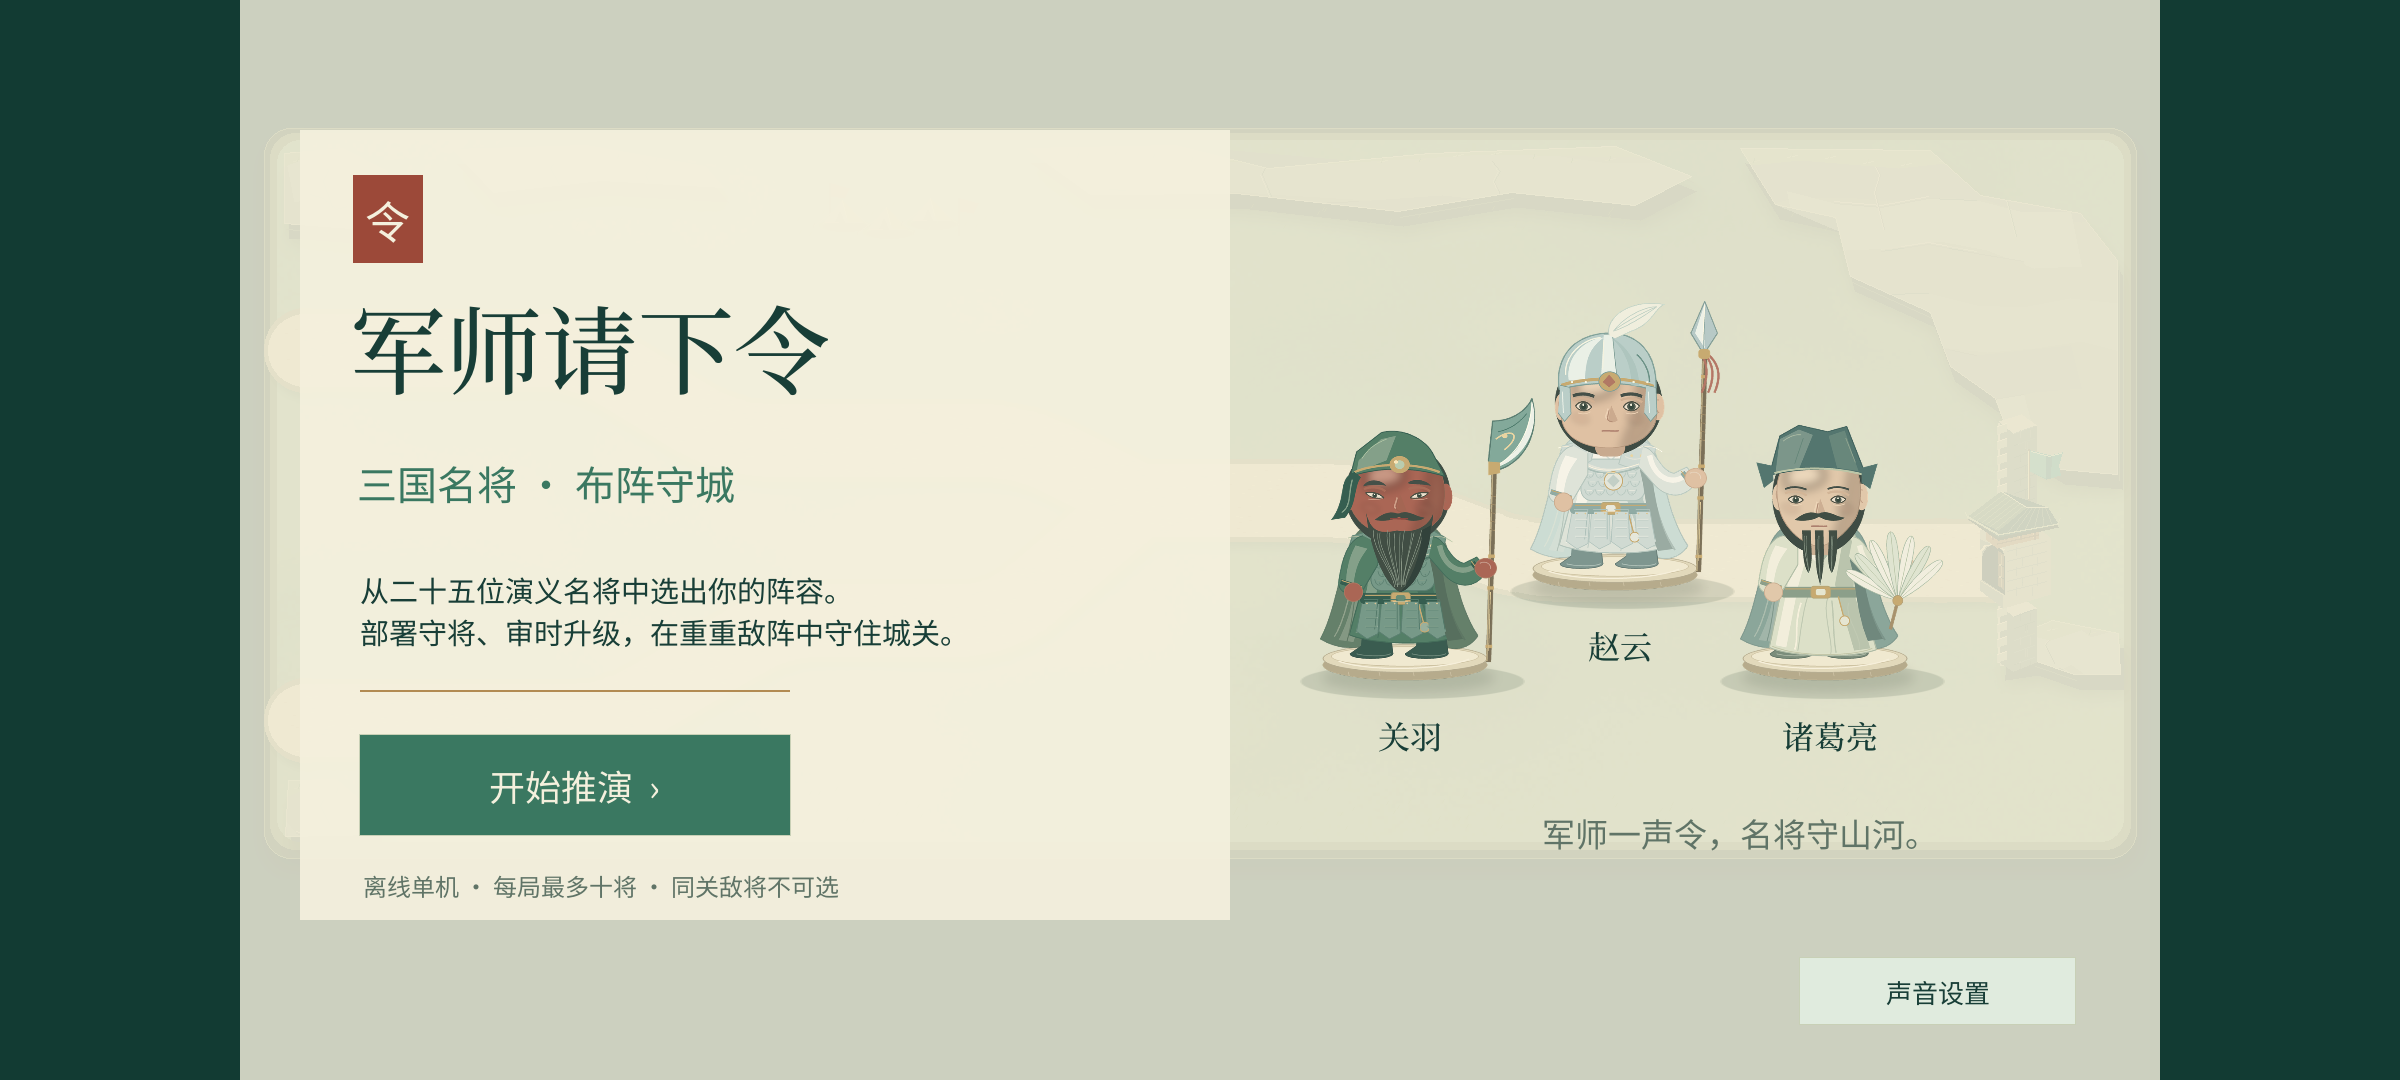 令
军师请下令
三国名将 · 布阵守城
从二十五位演义名将中选出你的阵容。
部署守将、审时升级，在重重敌阵中守住城关。
开始推演 ›
离线单机 · 每局最多十将 · 同关敌将不可选
赵云
关羽
诸葛亮
军师一声令，名将守山河。
声音设置